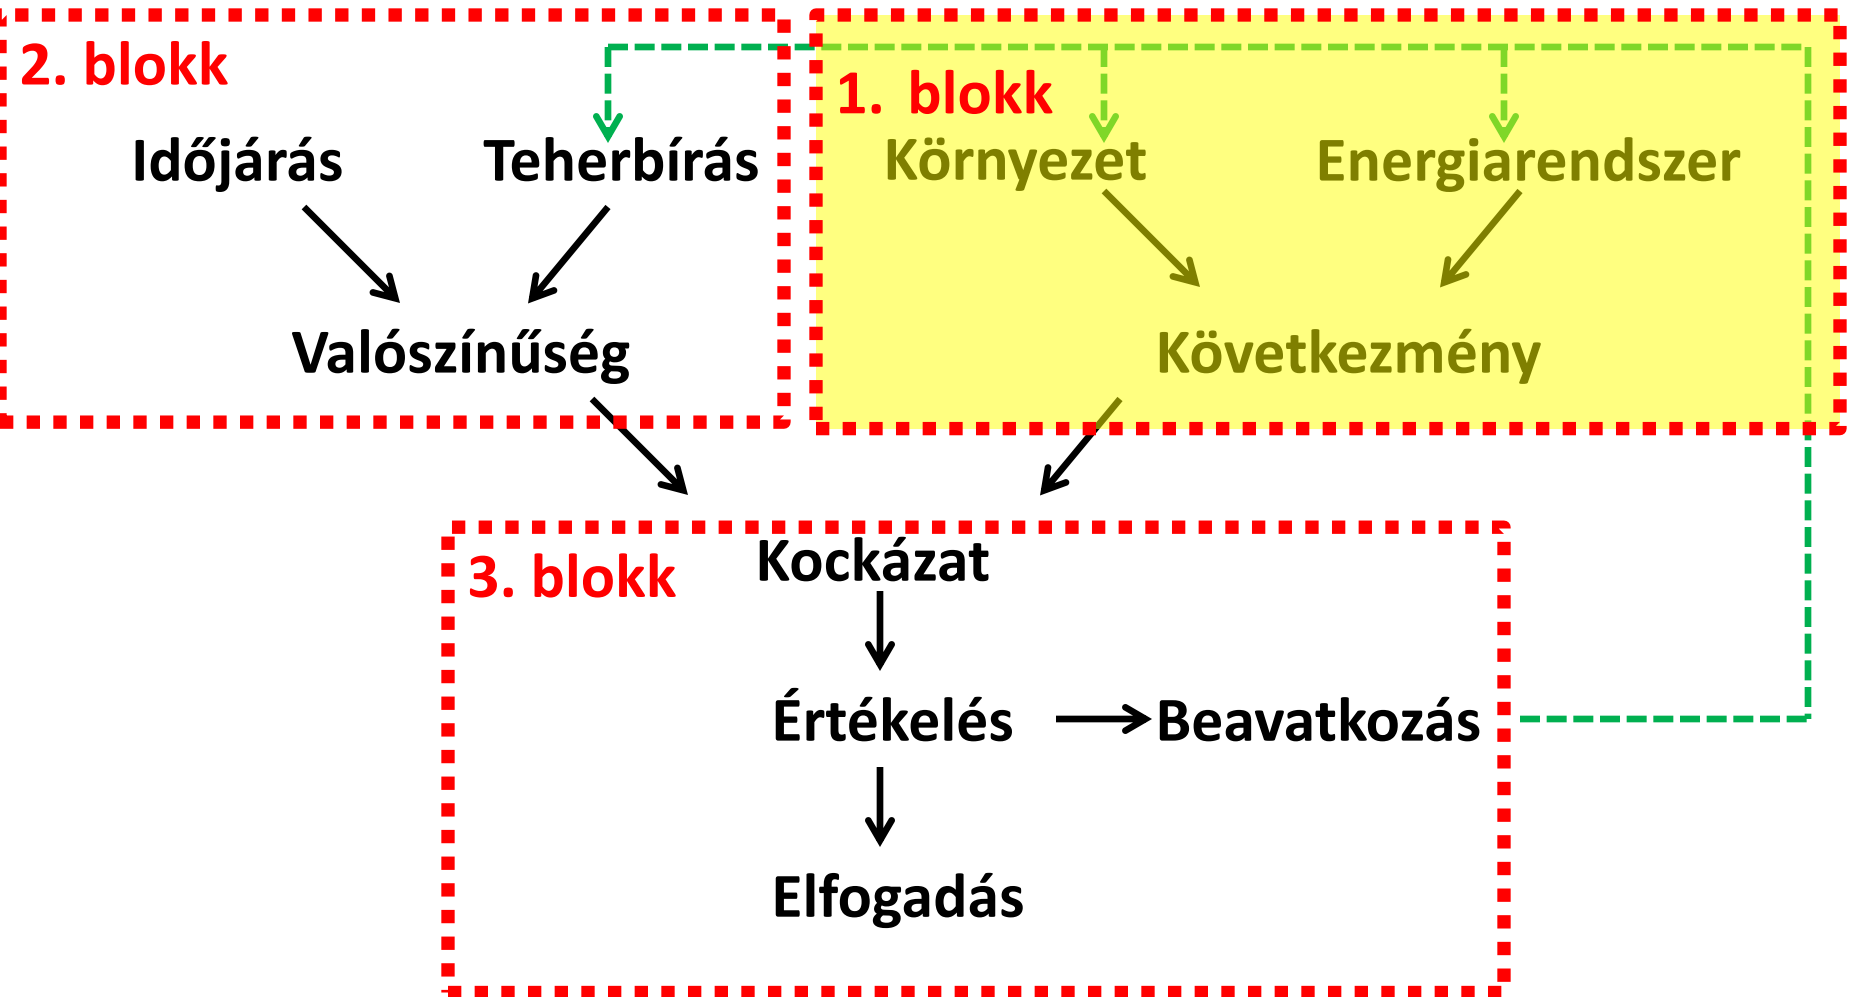 2. blokk
Időjárás
Teherbírás
Valószínűség
1. blokk
Környezet
Energiarendszer
Következmény
3. blokk
Kockázat
Értékelés
Beavatkozás
Elfogadás